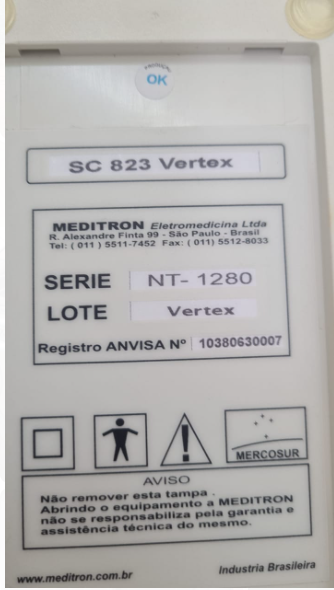 OK
SC 823 Vertex
MEDITRON Eletromedicina Ltda
R. Alexandre Finta 99 - São Paulo - Brasil
Tel: ( 011 ) 5511-7452 Fax: ( 011) 5512-8033
SERIE NT- 1280
LOTE Vertex
Registro ANVISA Nº 10380630007
MERCOSUR
AVISO
Não remover esta tampa .
Abrindo o equipamento a MEDITRON
não se responsabiliza pela garantia e
assistência técnica do mesmo.
www.meditron.com.br Industria Brasileira